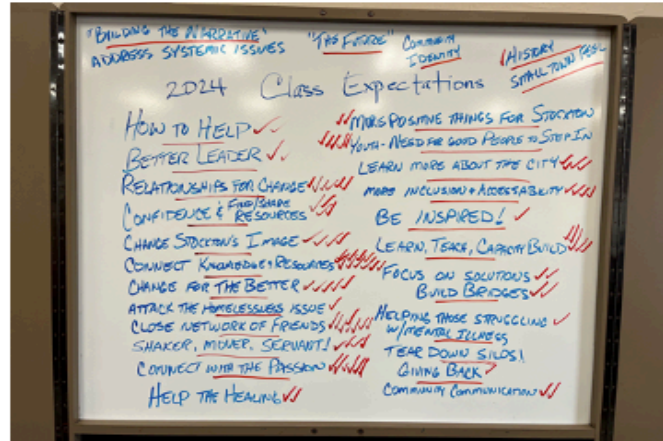 "BUILDING THE NARRATIVE"
ADDRESS SYSTEMIC ISSUES
"THE FUTURE"
COMMUNITY
IDENTITY
HISTORY
SMALL TOWN FEEL
2024 Class Expectations
HOW TO HELP
BETTER LEADER
RELATIONSHIPS FOR CHANGE
CONFIDENCE & FIND/SHARE
RESOURCES
CHANGE STOCKTON'S IMAGE
CONNECT KNOWLEDGE & RESOURCES
CHANGE FOR THE BETTER
ATTACK THE HOMELESSNESS ISSUE
CLOSE NETWORK OF FRIENDS
SHAKER, MOVER, SERVANT!
CONNECT WITH THE PASSION
HELP THE HEALING
MORE POSITIVE THINGS FOR STOCKTON
YOUTH - NEED FOR GOOD PEOPLE TO STEP IN
LEARN MORE ABOUT THE CITY
MORE INCLUSION & ACCESSABILITY
BE INSPIRED!
LEARN, TEACH, CAPACITY BUILD
FOCUS ON SOLUTIONS
BUILD BRIDGES
HELPING THOSE STRUGGLING
W/MENTAL ILLNESS
TEAR DOWN SILOS!
GIVING BACK
COMMUNITY COMMUNICATION